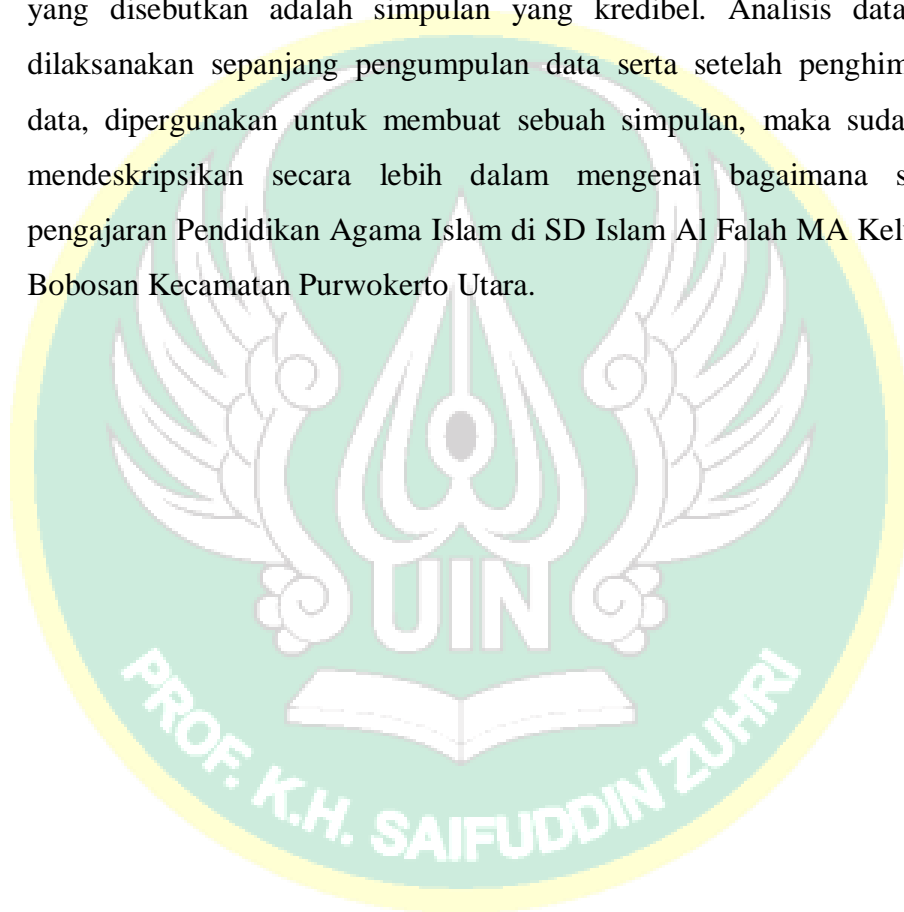 yang disebutkan adalah simpulan yang kredibel. Analisis data
dilaksanakan sepanjang pengumpulan data serta setelah
data, dipergunakan untuk membuat sebuah simpulan, maka
mendeskripsikan secara lebih dalam mengenai bagaimana
pengajaran Pendidikan Agama Islam di SD Islam Al Falah MA
Bobosan Kecamatan Purwokerto Utara.
UIN
PROF. K.H. SAIFUDDIN ZUHRI